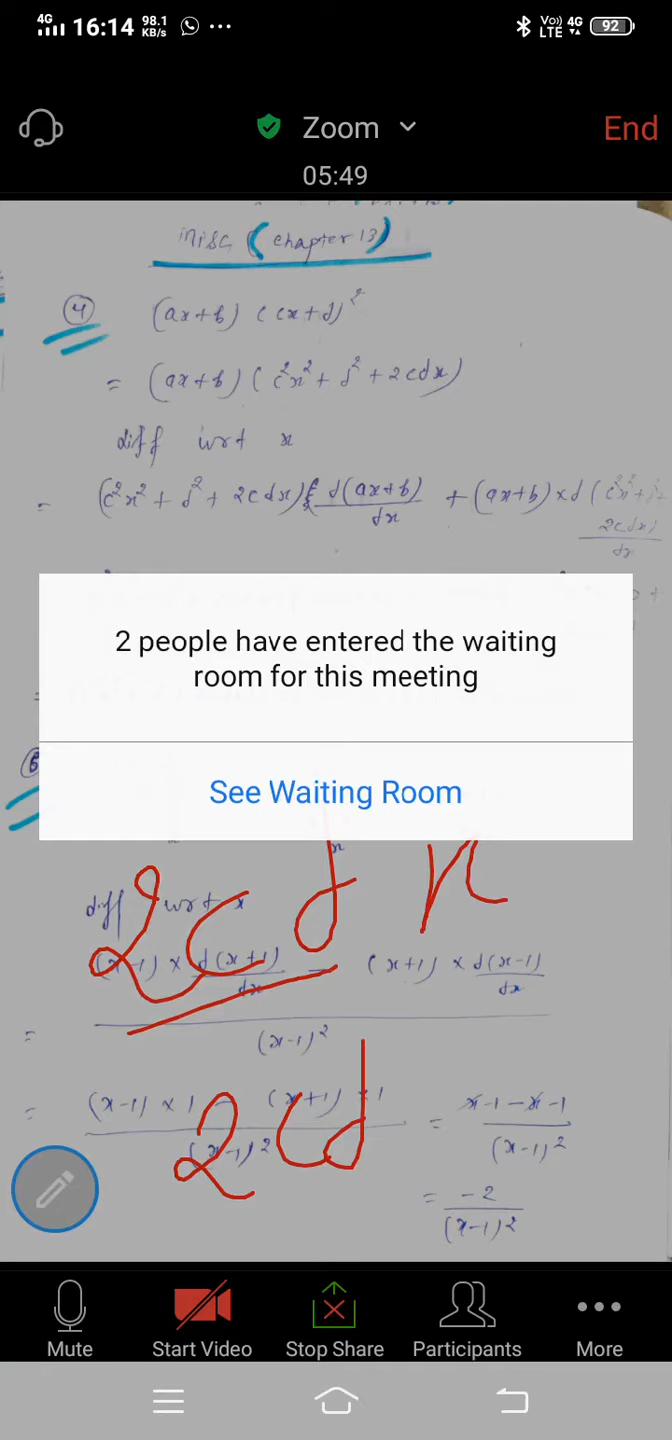 4G 16:14 98.1 KB/s ... Vo) LTE 4G 92
Zoom End
05:49
Misc (chapter 13)
4 (ax+b) (cx+d)²
= (ax+b) (c²x² + d² + 2cdx)
diff wrt x
= (c²x² + d² + 2cdx) d(ax+b)/dx + (ax+b) × d (c²x²+d²+ 2cdx)/dx
2 people have entered the waiting
room for this meeting
See Waiting Room
2cdx
diff wrt x
= (x-1) × d(x+1)/dx - (x+1) × d(x-1)/dx
(x-1)²
2cd
= (x-1) × 1 - (x+1) × 1 / (x-1)² = x-1-x-1 / (x-1)²
= -2 / (x-1)²
Mute Start Video Stop Share Participants More